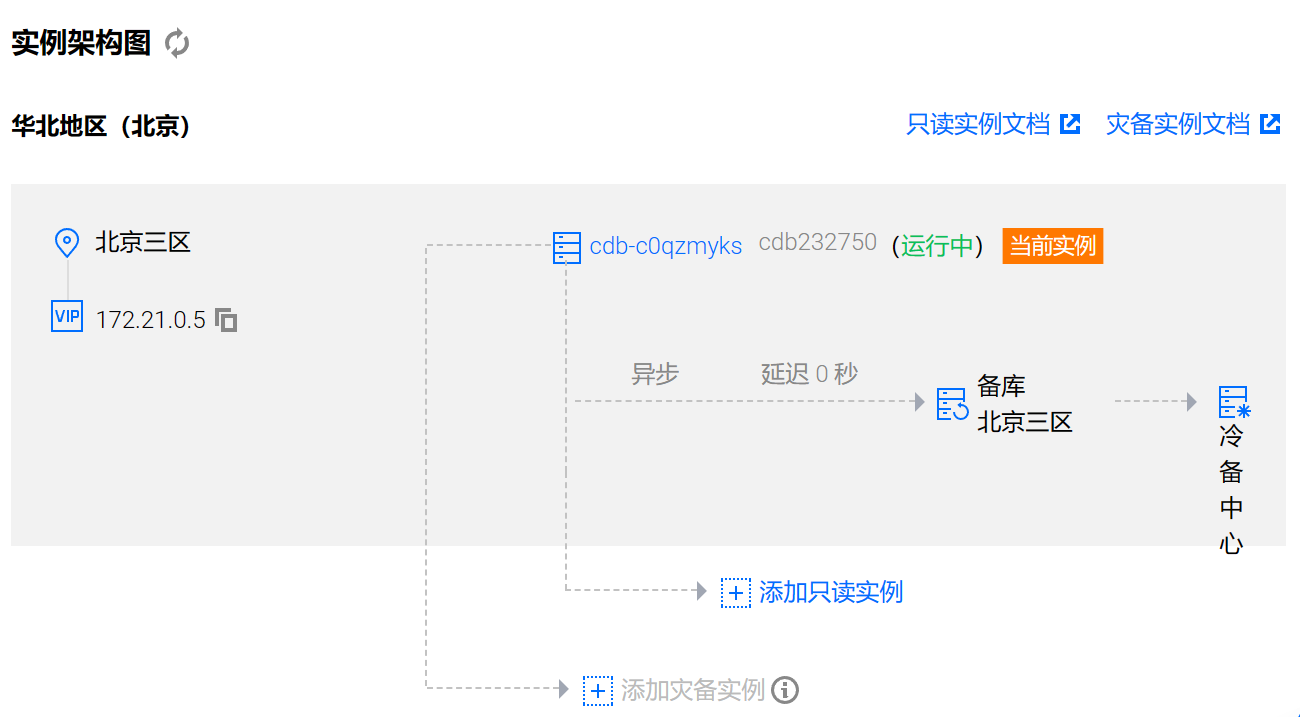 实例架构图
华北地区（北京）
只读实例文档 灾备实例文档
北京三区
cdb-c0qzmyks cdb232750 (运行中) 当前实例
VIP 172.21.0.5
异步 延迟 0 秒
备库
北京三区
冷
备
中
心
添加只读实例
添加灾备实例